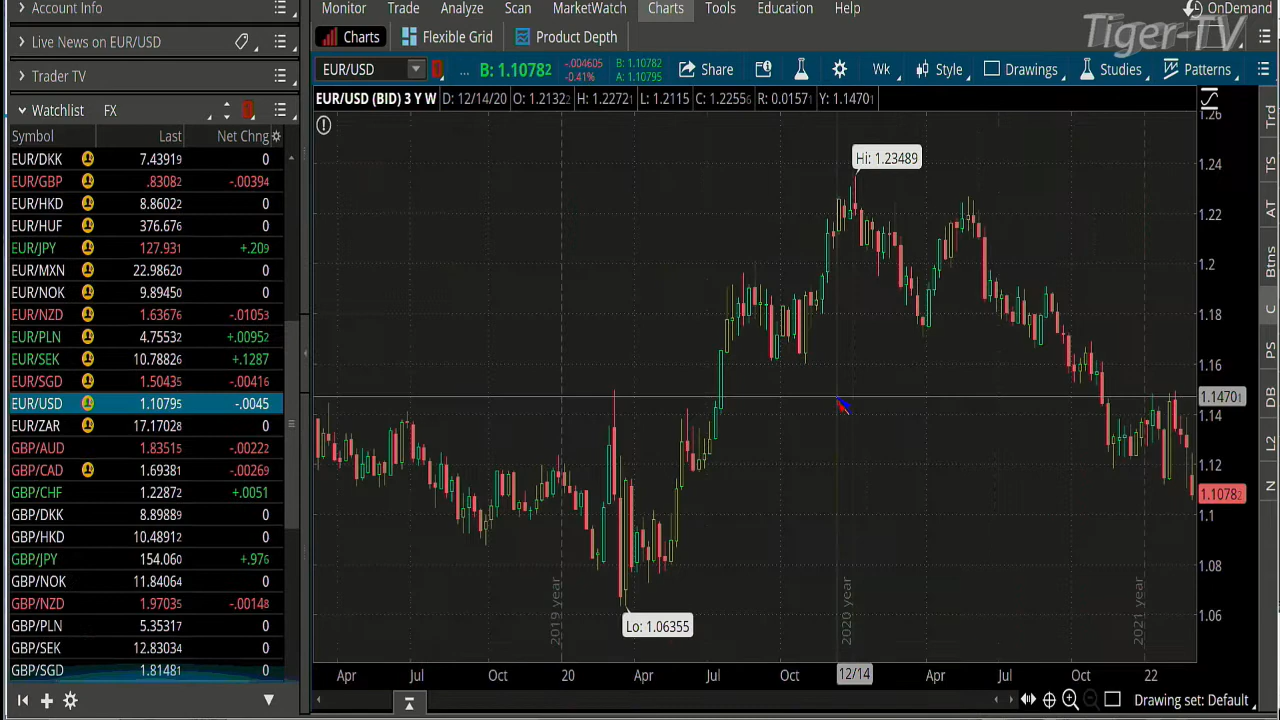 Account Info
Monitor Trade Analyze Scan MarketWatch Charts Tools Education Help
OnDemand
Tiger-TV
Live News on EUR/USD
Charts Flexible Grid Product Depth
Trader TV
EUR/USD ... B: 1.10782 -.004605 -0.41% B: 1.10782 A: 1.10795 Share Wk Style Drawings Studies Patterns
Watchlist FX
EUR/USD (BID) 3 Y W D: 12/14/20 O: 1.21322 H: 1.22721 L: 1.2115 C: 1.22556 R: 0.01571 Y: 1.14701
Symbol Last Net Chng
EUR/DKK 7.43919 0
EUR/GBP .83082 -.00394
EUR/HKD 8.86022 0
EUR/HUF 376.676 0
EUR/JPY 127.931 +.209
EUR/MXN 22.98620 0
EUR/NOK 9.89450 0
EUR/NZD 1.63676 -.01053
EUR/PLN 4.75532 +.00952
EUR/SEK 10.78826 +.1287
EUR/SGD 1.50435 -.00416
EUR/USD 1.10795 -.0045
EUR/ZAR 17.17028 0
GBP/AUD 1.83515 -.00222
GBP/CAD 1.69381 -.00269
GBP/CHF 1.22872 +.0051
GBP/DKK 8.89889 0
GBP/HKD 10.48912 0
GBP/JPY 154.060 +.976
GBP/NOK 11.84064 0
GBP/NZD 1.97035 -.00148
GBP/PLN 5.35317 0
GBP/SEK 12.83034 0
GBP/SGD 1.81481 0
Hi: 1.23489
Lo: 1.06355
2019 year
2020 year
2021 year
1.26
1.24
1.22
1.2
1.18
1.16
1.14701
1.14
1.12
1.10782
1.1
1.08
1.06
Apr Jul Oct 20 Apr Jul Oct 12/14 Apr Jul Oct 22
Trd
TS
AT
Btns
C
PS
DB
L2
N
Drawing set: Default